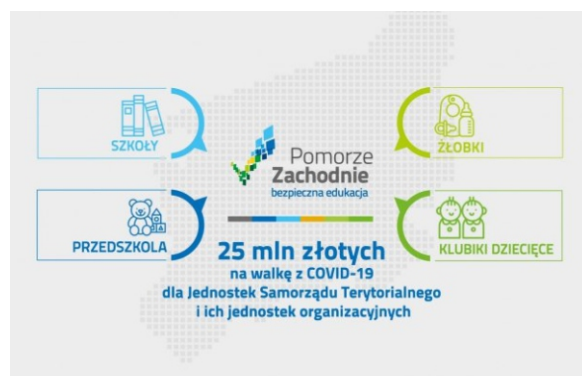 SZKOŁY
ŻŁOBKI
Pomorze
Zachodnie
bezpieczna edukacja
PRZEDSZKOLA
KLUBIKI DZIECIĘCE
25 mln złotych
na walkę z COVID-19
dla Jednostek Samorządu Terytorialnego
i ich jednostek organizacyjnych